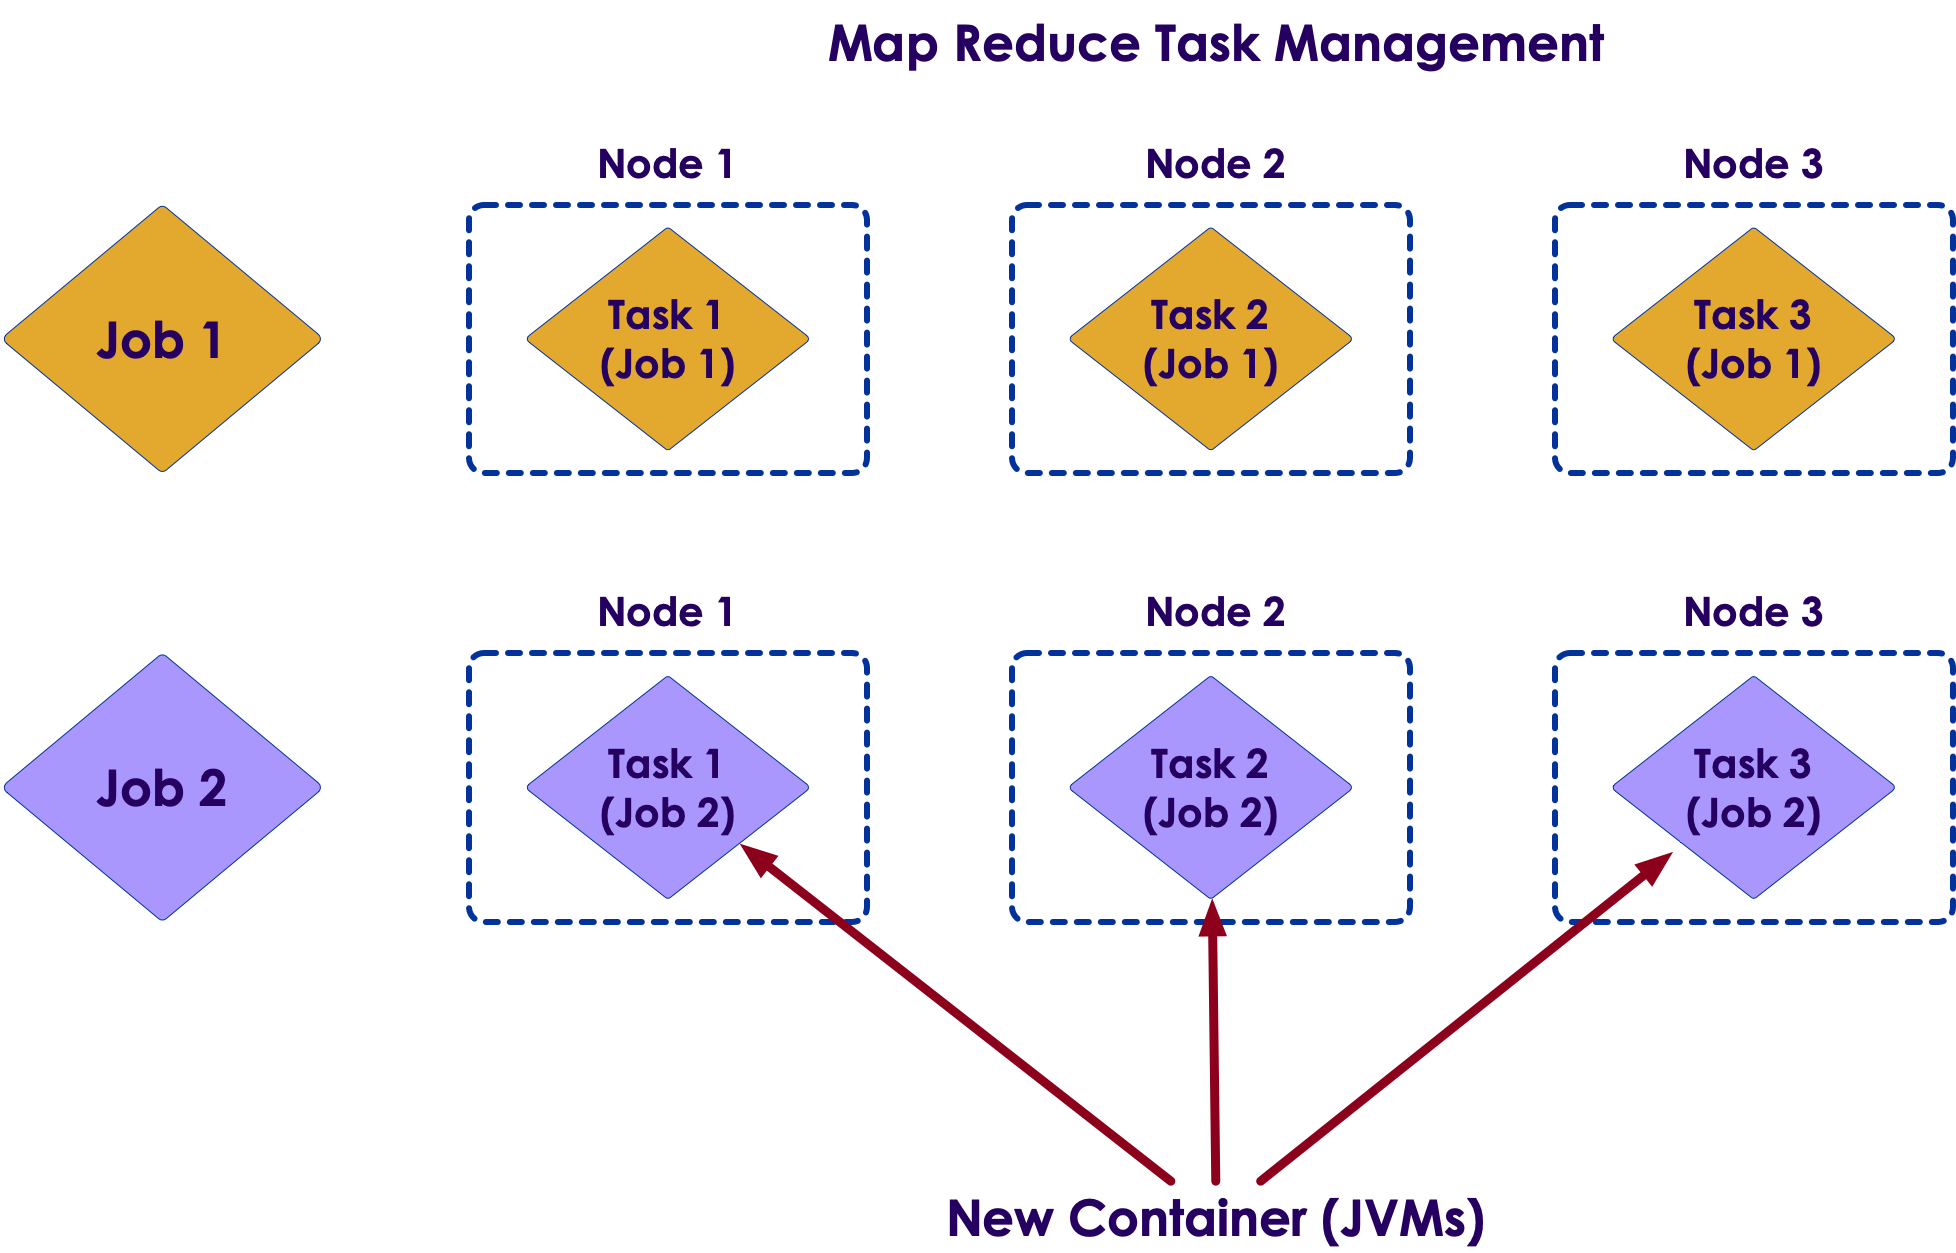 Map Reduce Task Management
Node 1
Node 2
Node 3
Job 1
Task 1
(Job 1)
Task 2
(Job 1)
Task 3
(Job 1)
Node 1
Node 2
Node 3
Job 2
Task 1
(Job 2)
Task 2
(Job 2)
Task 3
(Job 2)
New Container (JVMs)